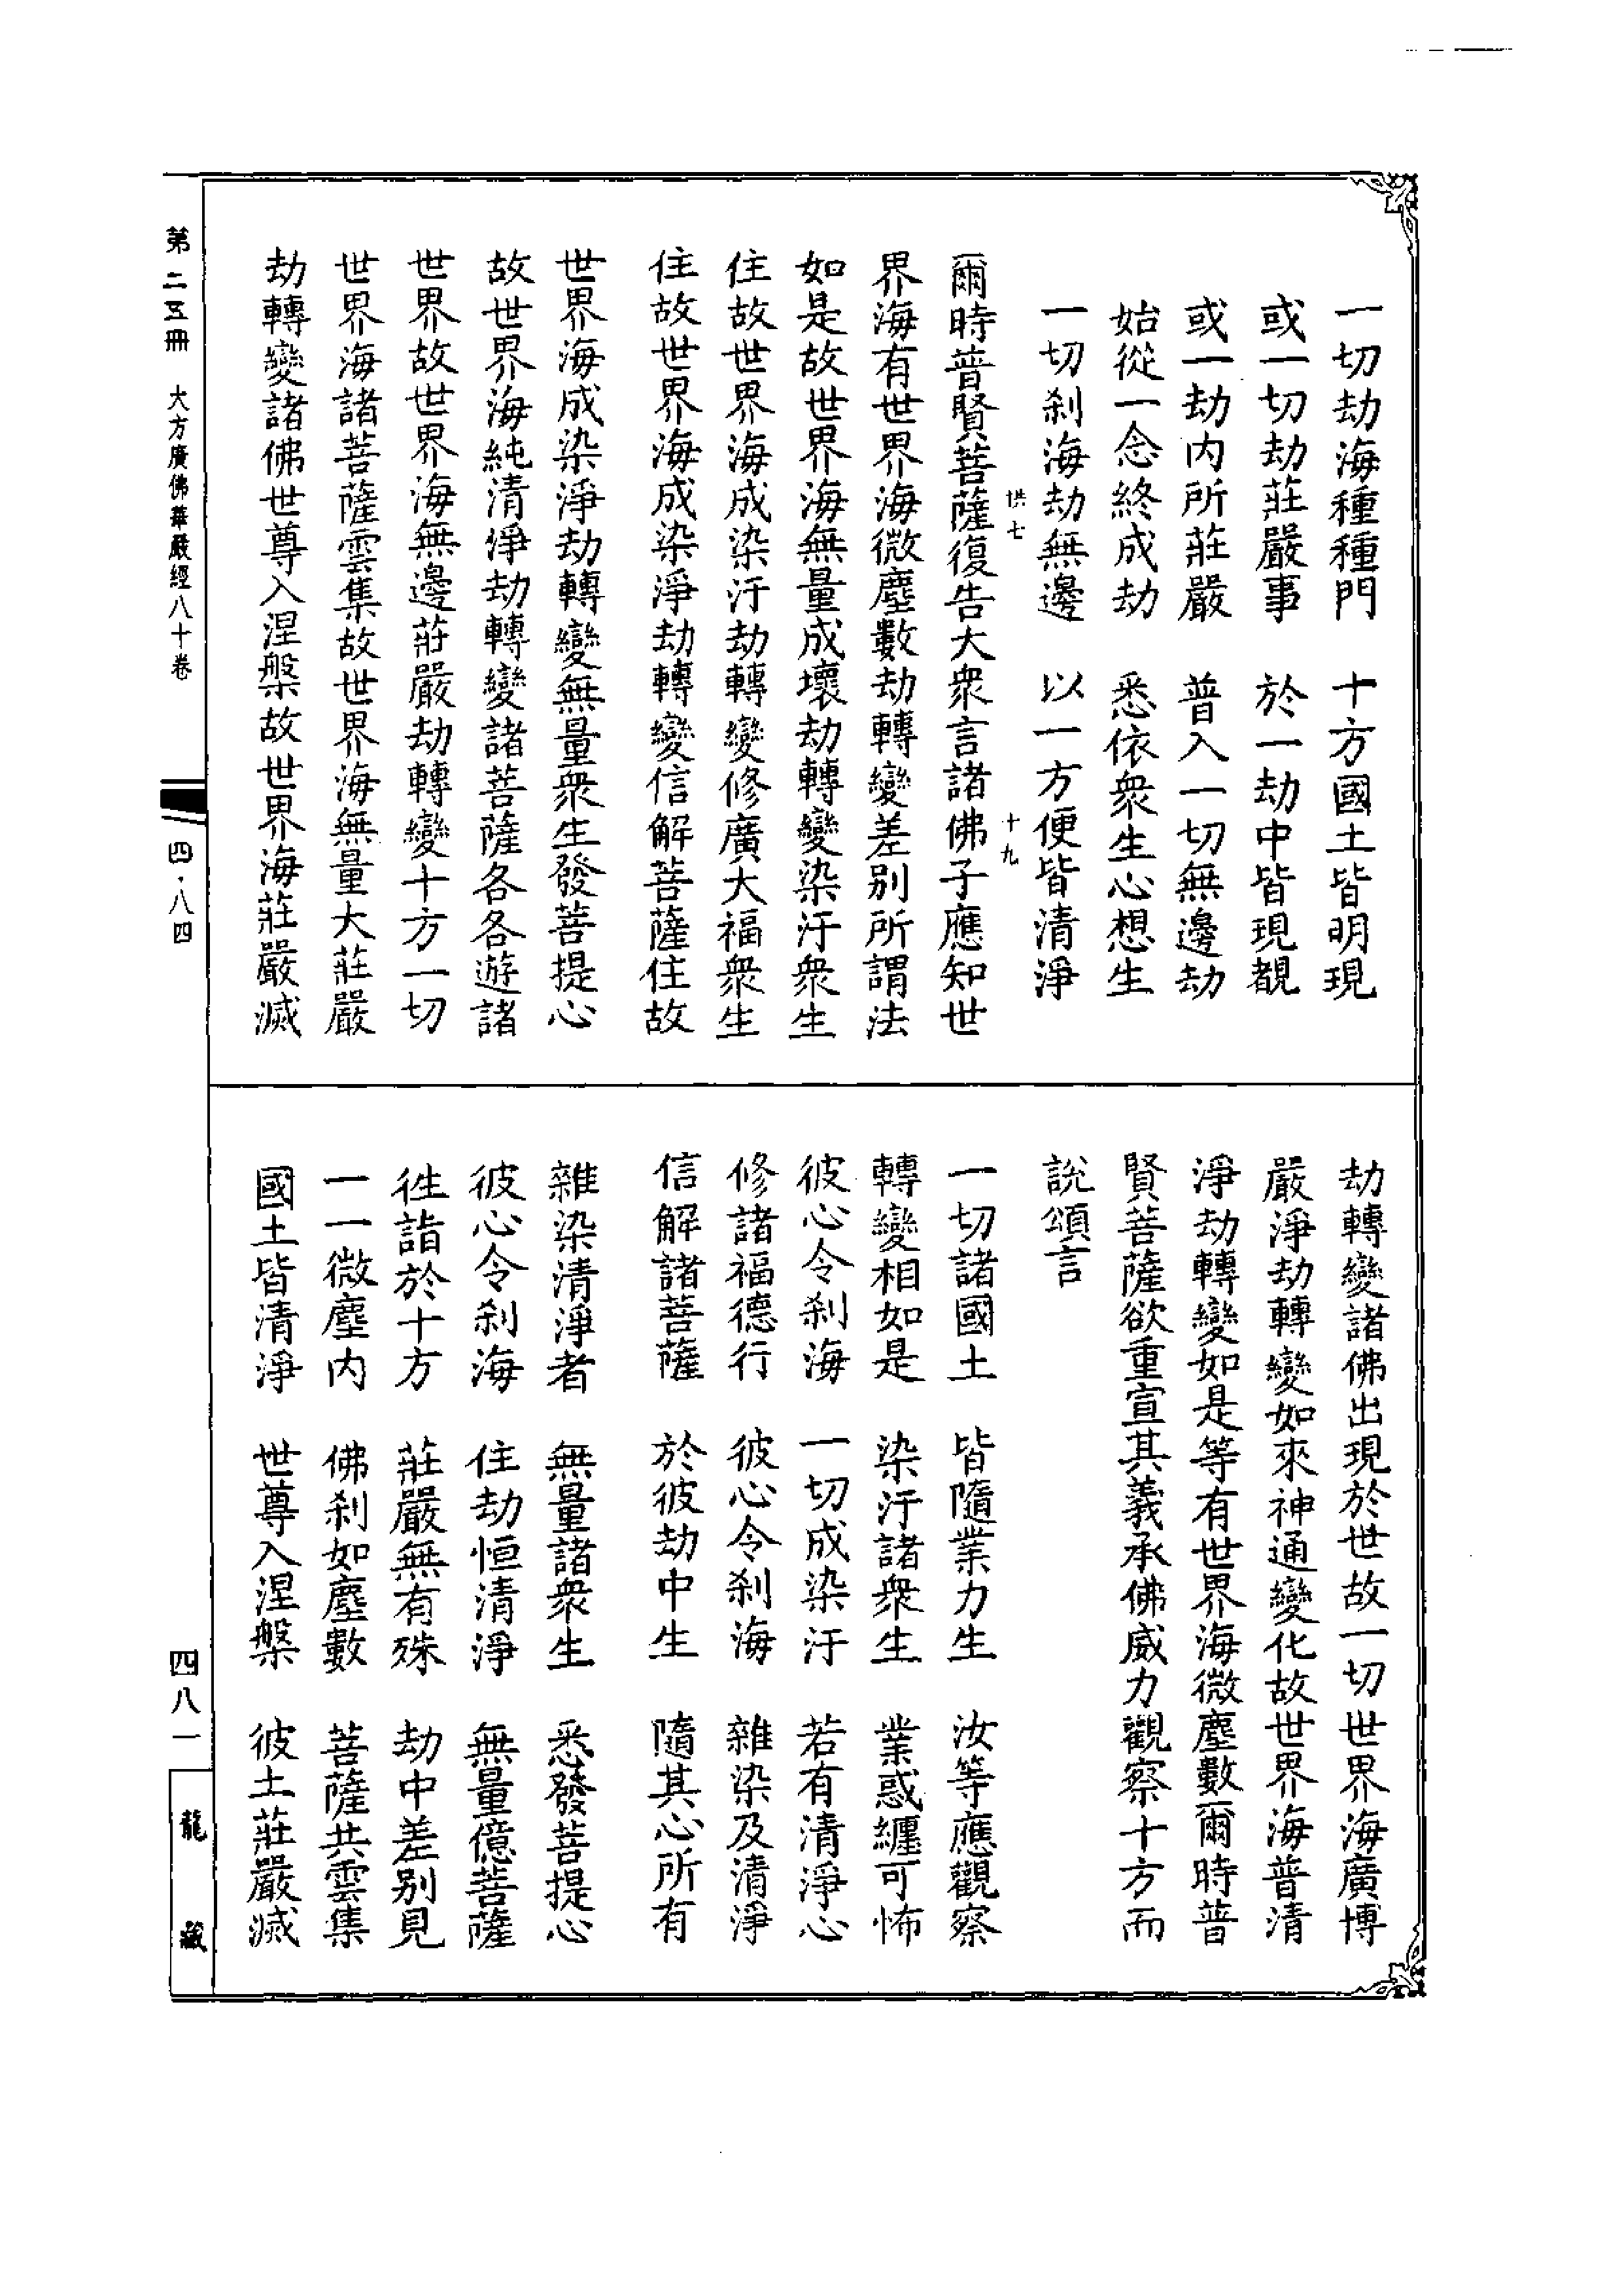 一切劫海種種門　十方國土皆明現
或一切劫莊嚴事　於一劫中皆現覩
或一劫內所莊嚴　普入一切無邊劫
始從一念終成劫　悉依衆生心想生
一切刹海劫無邊　以一方便皆清淨
十九
爾時普賢菩薩復告大衆言諸佛子應知世
界海有世界海微塵數劫轉變差別所謂法
如是故世界海無量成壞劫轉變染汙衆生
住故世界海成染汙劫轉變修廣大福衆生
住故世界海成染淨劫轉變信解菩薩住故
世界海成染淨劫轉變無量衆生發菩提心
故世界海純清淨劫轉變諸菩薩各各遊諸
世界故世界海無邊莊嚴劫轉變十方一切
世界海諸菩薩雲集故世界海無量大莊嚴
劫轉變諸佛世尊入涅槃故世界海莊嚴滅
劫轉變諸佛出現於世故一切世界海廣博
嚴淨劫轉變如來神通變化故世界海普清
淨劫轉變如是等有世界海微塵數爾時普
賢菩薩欲重宣其義承佛威力觀察十方而
說頌言
一切諸國土　皆隨業力生　汝等應觀察
轉變相如是　染汙諸衆生　業惑纏可怖
彼心令刹海　一切成染汙　若有清淨心
修諸福德行　彼心令刹海　雜染及清淨
信解諸菩薩　於彼劫中生　隨其心所有
雜染清淨者　無量諸衆生　悉發菩提心
彼心令刹海　住劫恒清淨　無量億菩薩
往詣於十方　莊嚴無有殊　劫中差別見
一一微塵內　佛刹如塵數　菩薩共雲集
國土皆清淨　世尊入涅槃　彼土莊嚴滅
第二五冊　大方廣佛華嚴經八十卷　四·八四
四八一
龍藏